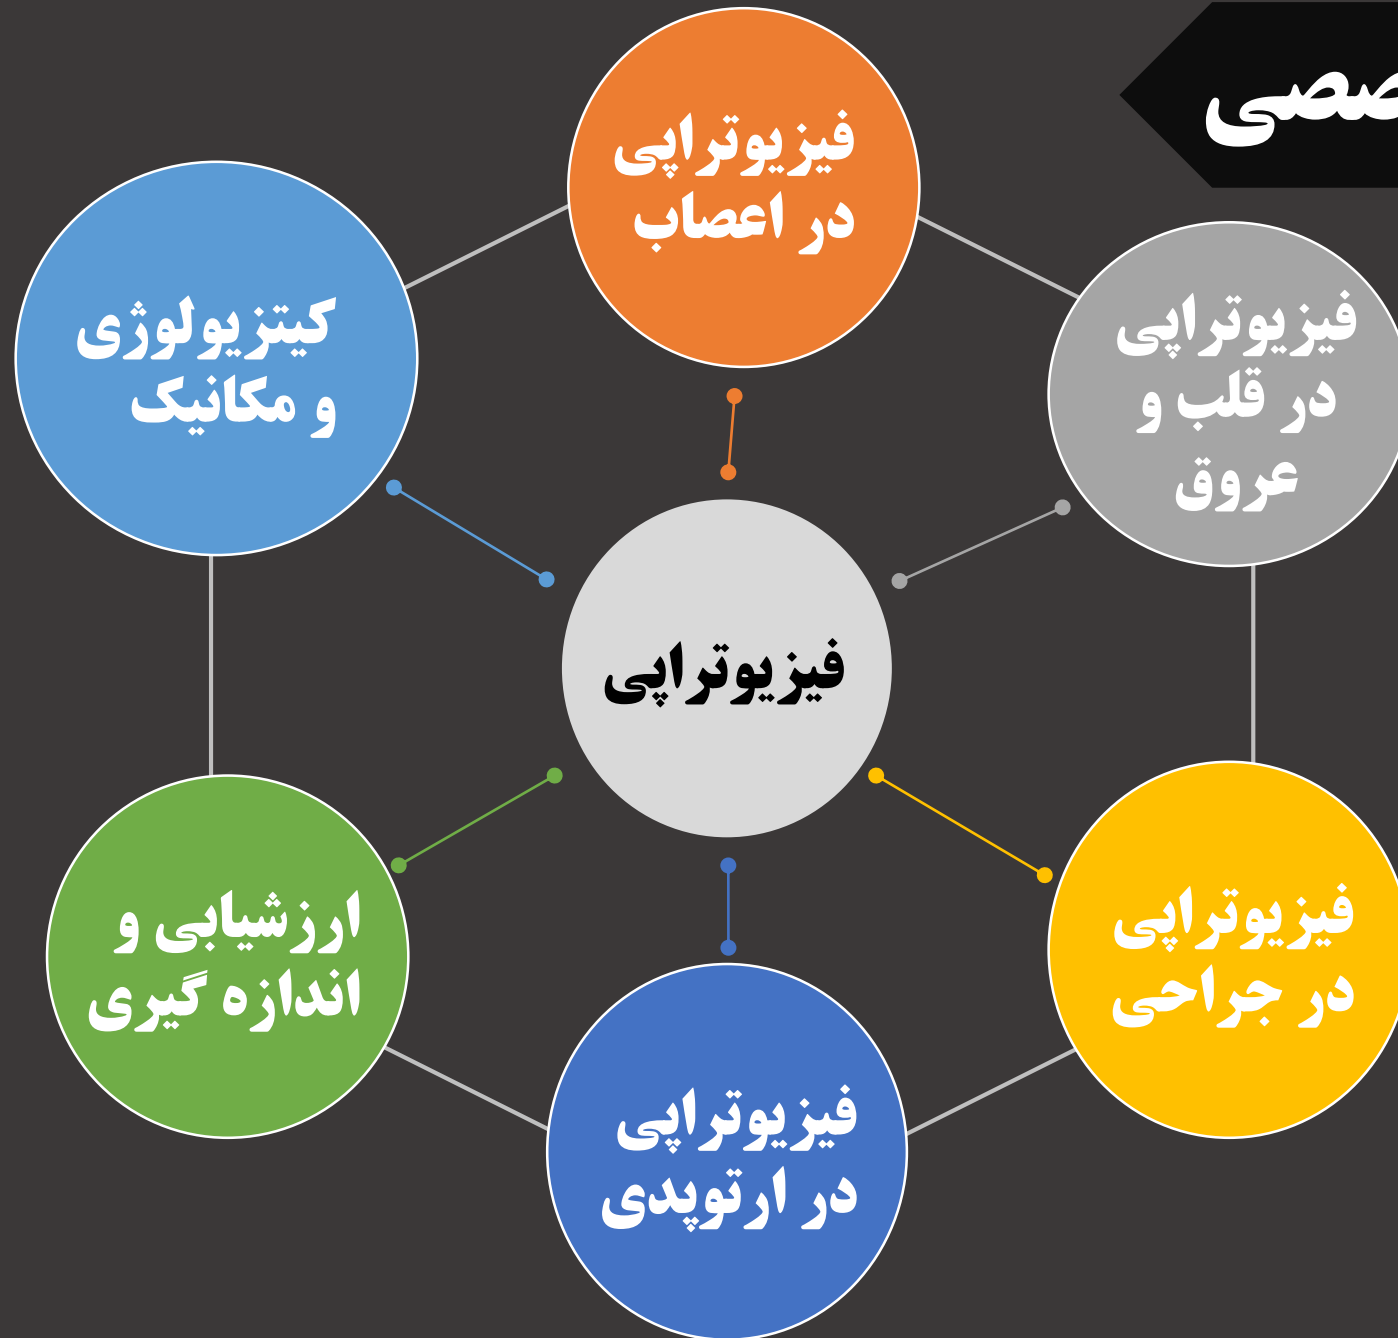 فیزیوتراپی
در اعصاب
فیزیوتراپی
در قلب و
عروق
کیتزیولوژی
و مکانیک
فیزیوتراپی
ارزشیابی و
اندازه گیری
فیزیوتراپی
در جراحی
فیزیوتراپی
در ارتوپدی